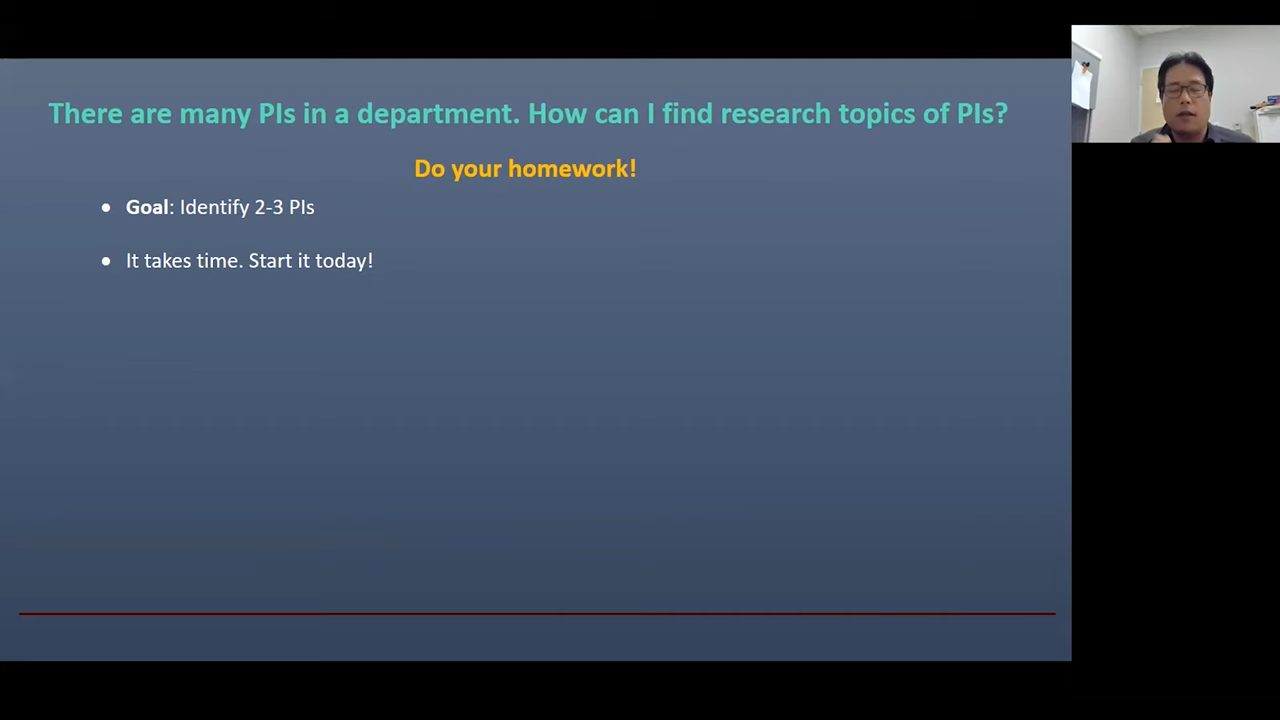 There are many PIs in a department. How can I find research topics of PIs?
Do your homework!
• Goal: Identify 2-3 PIs
• It takes time. Start it today!